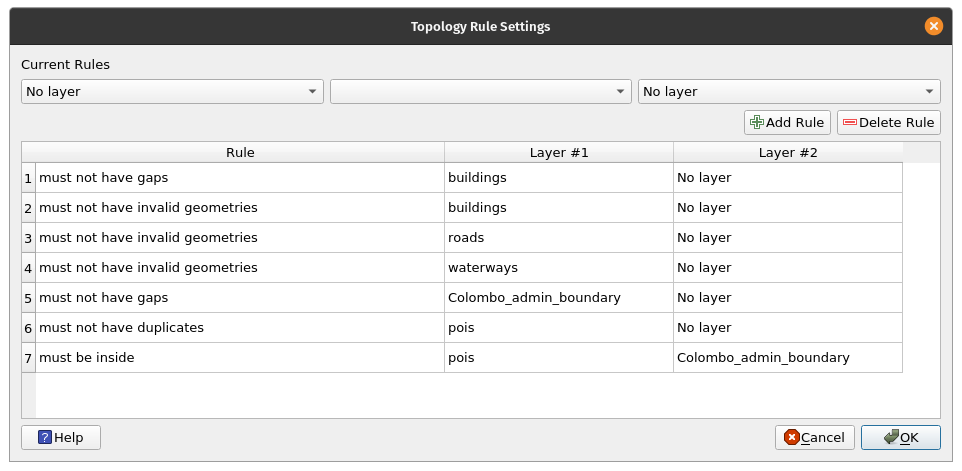 Topology Rule Settings
Current Rules
No layer No layer
Add Rule Delete Rule
Rule Layer #1 Layer #2
1 must not have gaps buildings No layer
2 must not have invalid geometries buildings No layer
3 must not have invalid geometries roads No layer
4 must not have invalid geometries waterways No layer
5 must not have gaps Colombo_admin_boundary No layer
6 must not have duplicates pois No layer
7 must be inside pois Colombo_admin_boundary
? Help Cancel OK